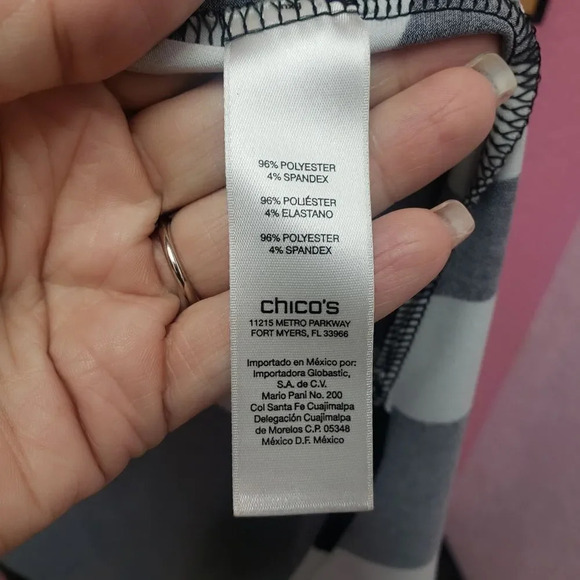 96% POLYESTER
4% SPANDEX
96% POLIÉSTER
4% ELASTANO
96% POLYESTER
4% SPANDEX
chico's
11215 METRO PARKWAY
FORT MYERS, FL 33966
Importado en México por:
Importadora Globastic,
S.A. de C.V.
Mario Pani No. 200
Col Santa Fe Cuajimalpa
Delegación Cuajimalpa
de Morelos C.P. 05348
México D.F. México